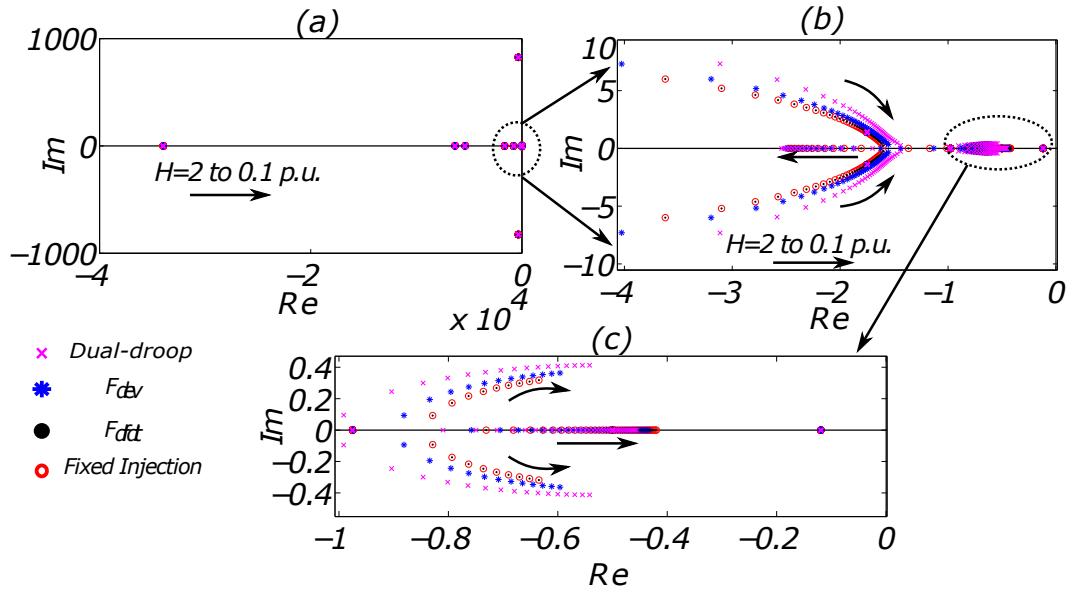 (a)
1000
0
−1000
Im
H=2 to 0.1 p.u.
−4
−2
0
Re
x 10
4
(b)
10
5
0
−5
−10
Im
H=2 to 0.1 p.u.
−4
−3
−2
−1
0
Re
Dual-droop
Fdev
Fdfdt
Fixed Injection
(c)
0.4
0.2
0
−0.2
−0.4
Im
−1
−0.8
−0.6
−0.4
−0.2
0
Re